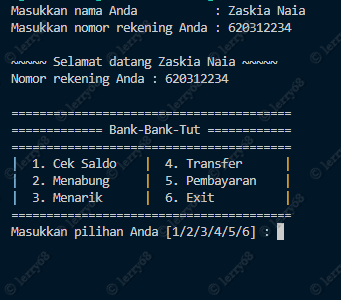 Masukkan nama Anda : Zaskia Naia
Masukkan nomor rekening Anda : 620312234
~~~~~ Selamat datang Zaskia Naia ~~~~~
Nomor rekening Anda : 620312234
========================================
============= Bank-Bank-Tut ============
========================================
| 1. Cek Saldo | 4. Transfer |
| 2. Menabung | 5. Pembayaran |
| 3. Menarik | 6. Exit |
========================================
Masukkan pilihan Anda [1/2/3/4/5/6] :
© lerry68